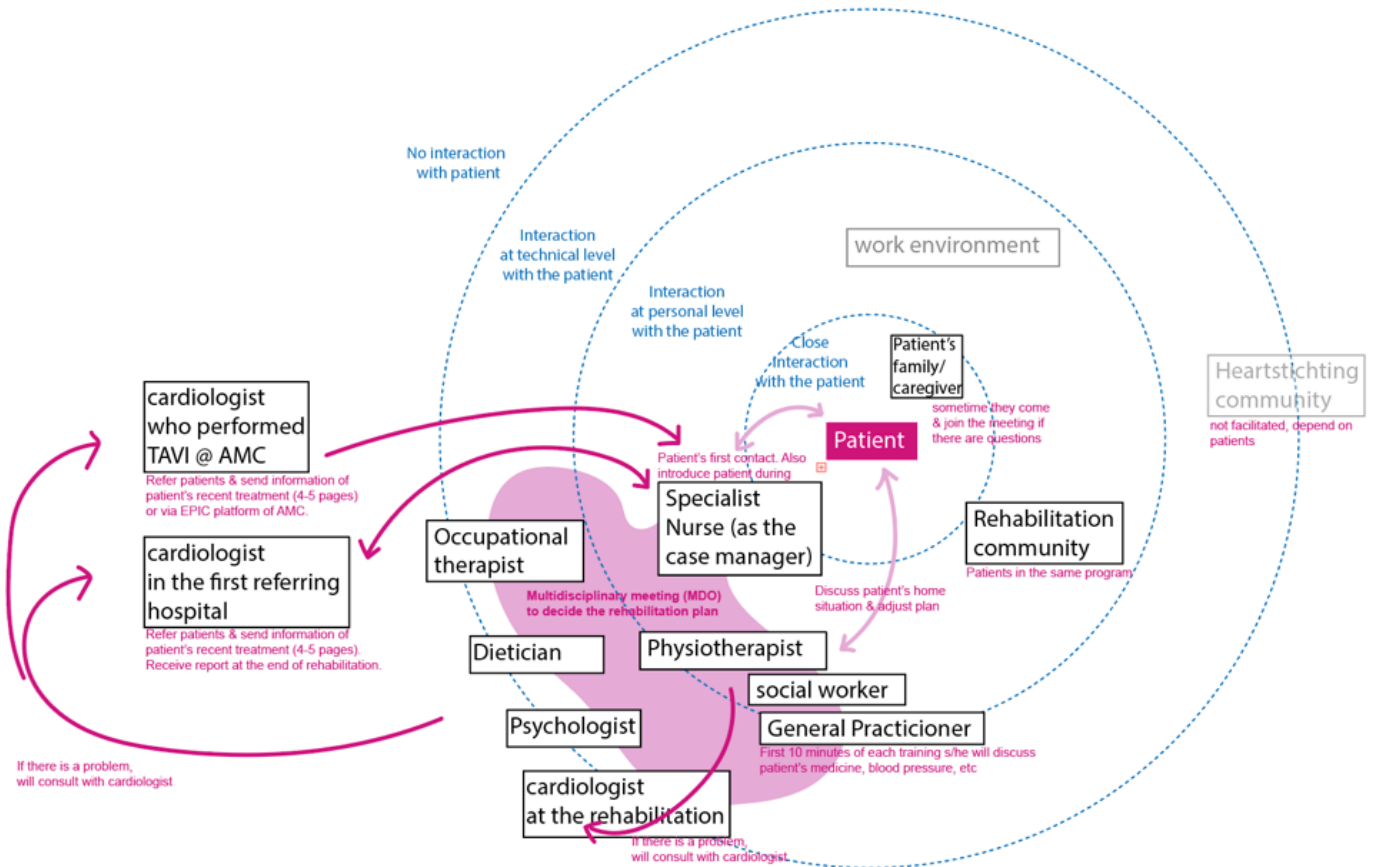 No interaction
with patient
Interaction
at technical level
with the patient
Interaction
at personal level
with the patient
Close
Interaction
with the patient
work environment
Patient's
family/
caregiver
sometime they come
& join the meeting if
there are questions
Heartstichting
community
not facilitated, depend on
patients
cardiologist
who performed
TAVI @ AMC
Refer patients & send information of
patient's recent treatment (4-5 pages)
or via EPIC platform of AMC.
Patient
Patient's first contact. Also
introduce patient during
Specialist
Nurse (as the
case manager)
Rehabilitation
community
Patients in the same program
cardiologist
in the first referring
hospital
Refer patients & send information of
patient's recent treatment (4-5 pages).
Receive report at the end of rehabilitation.
Occupational
therapist
Multidisciplinary meeting (MDO)
to decide the rehabilitation plan
Discuss patient's home
situation & adjust plan
Dietician
Physiotherapist
social worker
Psychologist
General Practicioner
First 10 minutes of each training s/he will discuss
patient's medicine, blood pressure, etc
If there is a problem,
will consult with cardiologist
cardiologist
at the rehabilitation
If there is a problem,
will consult with cardiologist